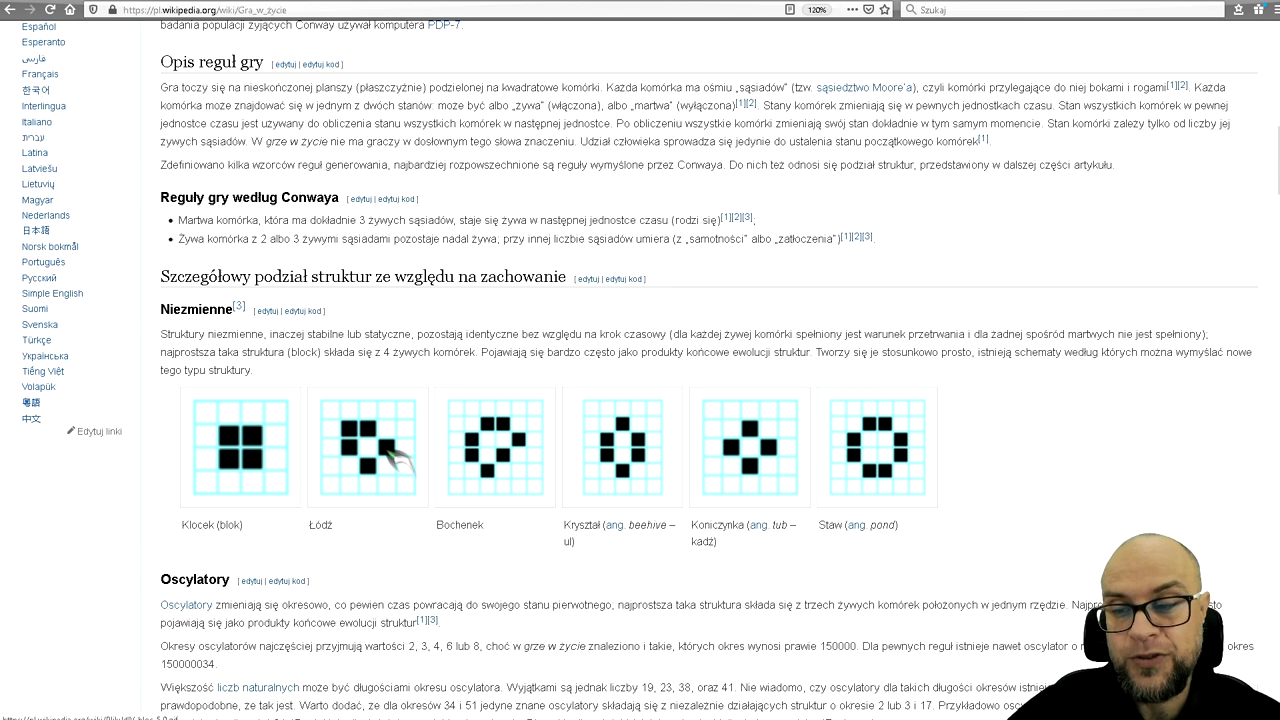 https://pl.wikipedia.org/wiki/Gra_w_życie
120%
Szukaj
badania populacji żyjących Conway używał komputera PDP-7.
Español
Esperanto
فارسی
Français
한국어
Interlingua
Italiano
עברית
Latina
Latviešu
Lietuvių
Magyar
Nederlands
日本語
Norsk bokmål
Português
Русский
Simple English
Suomi
Svenska
Türkçe
Українська
Tiếng Việt
Volapük
粵語
中文
Edytuj linki
Opis reguł gry [ edytuj | edytuj kod ]
Gra toczy się na nieskończonej planszy (płaszczyźnie) podzielonej na kwadratowe komórki. Każda komórka ma ośmiu „sąsiadów” (tzw. sąsiedztwo Moore'a), czyli komórki przylegające do niej bokami i rogami[1][2]. Każda
komórka może znajdować się w jednym z dwóch stanów: może być albo „żywa” (włączona), albo „martwa” (wyłączona)[1][2]. Stany komórek zmieniają się w pewnych jednostkach czasu. Stan wszystkich komórek w pewnej
jednostce czasu jest używany do obliczenia stanu wszystkich komórek w następnej jednostce. Po obliczeniu wszystkie komórki zmieniają swój stan dokładnie w tym samym momencie. Stan komórki zależy tylko od liczby jej
żywych sąsiadów. W grze w życie nie ma graczy w dosłownym tego słowa znaczeniu. Udział człowieka sprowadza się jedynie do ustalenia stanu początkowego komórek[1].
Zdefiniowano kilka wzorców reguł generowania, najbardziej rozpowszechnione są reguły wymyślone przez Conwaya. Do nich też odnosi się podział struktur, przedstawiony w dalszej części artykułu.
Reguły gry według Conwaya [ edytuj | edytuj kod ]
• Martwa komórka, która ma dokładnie 3 żywych sąsiadów, staje się żywa w następnej jednostce czasu (rodzi się)[1][2][3];
• Żywa komórka z 2 albo 3 żywymi sąsiadami pozostaje nadal żywa; przy innej liczbie sąsiadów umiera (z „samotności” albo „zatłoczenia”)[1][2][3].
Szczegółowy podział struktur ze względu na zachowanie [ edytuj | edytuj kod ]
Niezmienne[3] [ edytuj | edytuj kod ]
Struktury niezmienne, inaczej stabilne lub statyczne, pozostają identyczne bez względu na krok czasowy (dla każdej żywej komórki spełniony jest warunek przetrwania i dla żadnej spośród martwych nie jest spełniony);
najprostsza taka struktura (block) składa się z 4 żywych komórek. Pojawiają się bardzo często jako produkty końcowe ewolucji struktur. Tworzy się je stosunkowo prosto, istnieją schematy według których można wymyślać nowe
tego typu struktury.
Klocek (blok)
Łódź
Bochenek
Kryształ (ang. beehive –
ul)
Koniczynka (ang. tub –
kadź)
Staw (ang. pond)
Oscylatory [ edytuj | edytuj kod ]
Oscylatory zmieniają się okresowo, co pewien czas powracają do swojego stanu pierwotnego; najprostsza taka struktura składa się z trzech żywych komórek położonych w jednym rzędzie.
pojawiają się jako produkty końcowe ewolucji struktur[1][3].
Okresy oscylatorów najczęściej przyjmują wartości 2, 3, 4, 6 lub 8, choć w grze w życie znaleziono i takie, których okres wynosi prawie 150000. Dla pewnych reguł istnieje nawet oscylator o okres
150000034.
Większość liczb naturalnych może być długościami okresu oscylatora. Wyjątkami są jednak liczby 19, 23, 38, oraz 41. Nie wiadomo, czy oscylatory dla takich długości okresów
prawdopodobne, że tak jest. Warto dodać, że dla okresów 34 i 51 jedyne znane oscylatory składają się z niezależnie działających struktur o okresie 2 lub 3 i 17. Przykładowo